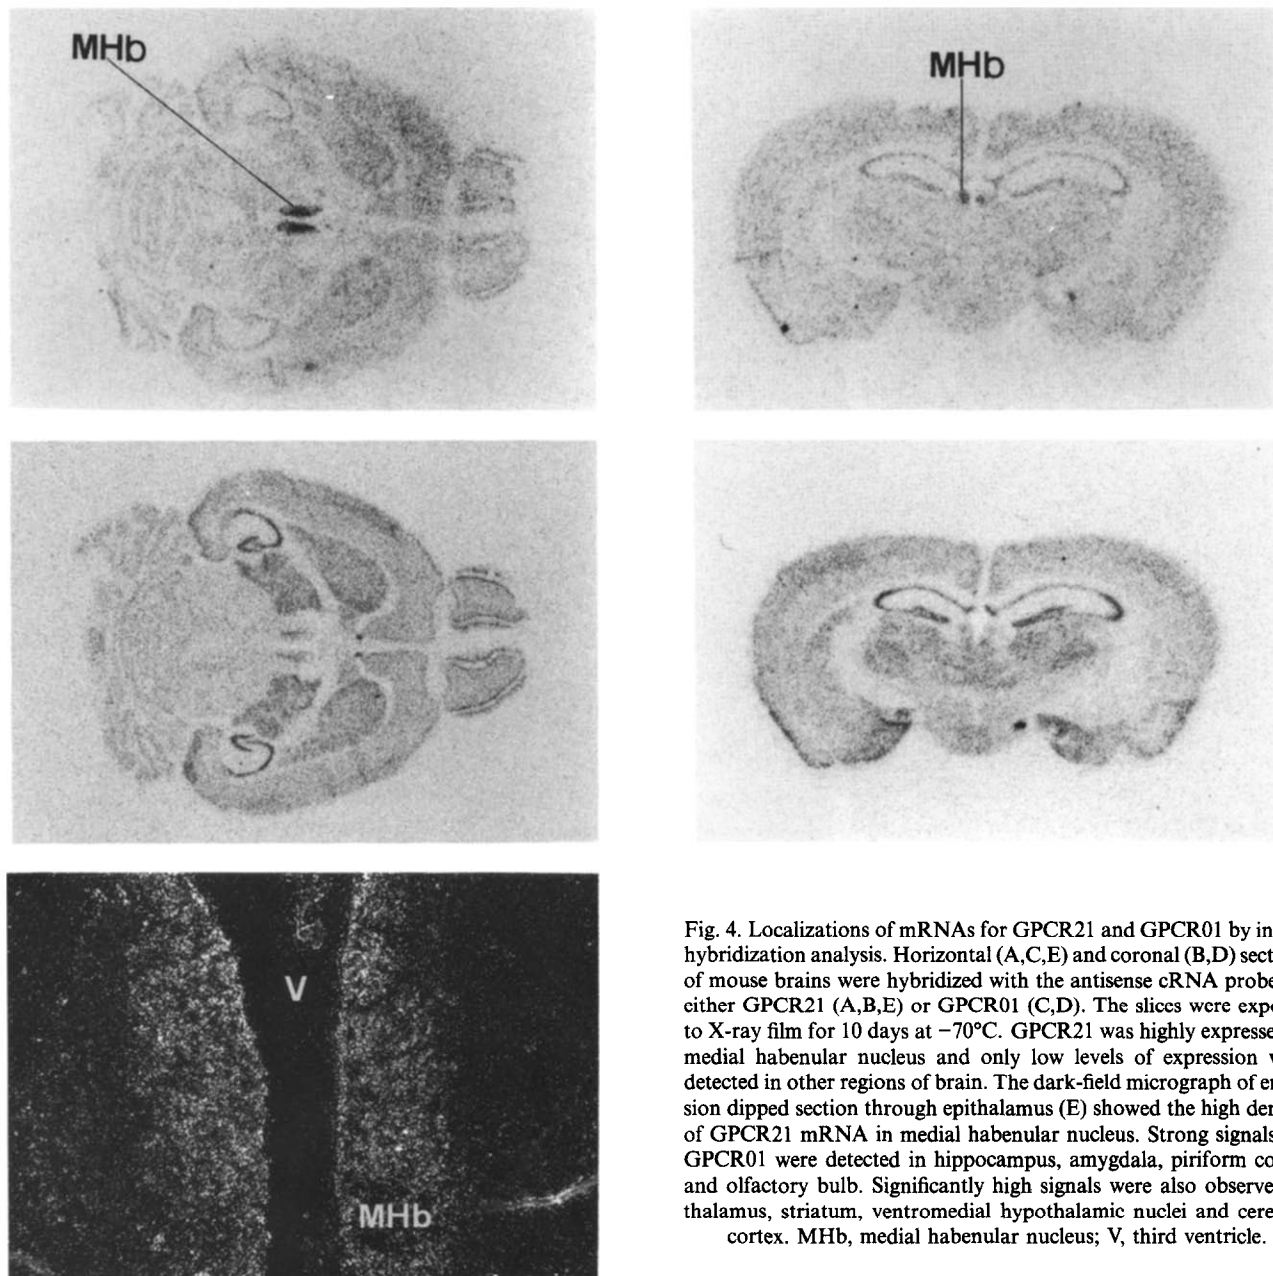 MHb
MHb
V
MHb
Fig. 4. Localizations of mRNAs for GPCR21 and GPCR01 by in
hybridization analysis. Horizontal (A,C,E) and coronal (B,D) sect
of mouse brains were hybridized with the antisense cRNA probe
either GPCR21 (A,B,E) or GPCR01 (C,D). The slices were expo
to X-ray film for 10 days at −70°C. GPCR21 was highly expresse
medial habenular nucleus and only low levels of expression v
detected in other regions of brain. The dark-field micrograph of er
sion dipped section through epithalamus (E) showed the high der
of GPCR21 mRNA in medial habenular nucleus. Strong signals
GPCR01 were detected in hippocampus, amygdala, piriform co
and olfactory bulb. Significantly high signals were also observe
thalamus, striatum, ventromedial hypothalamic nuclei and cere
cortex. MHb, medial habenular nucleus; V, third ventricle.